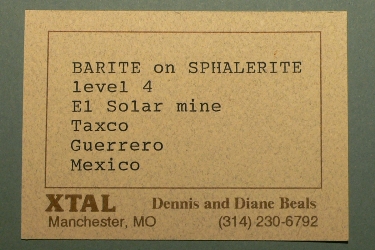 BARITE on SPHALERITE
level 4
El Solar mine
Taxco
Guerrero
Mexico
XTAL Dennis and Diane Beals
Manchester, MO (314) 230-6792